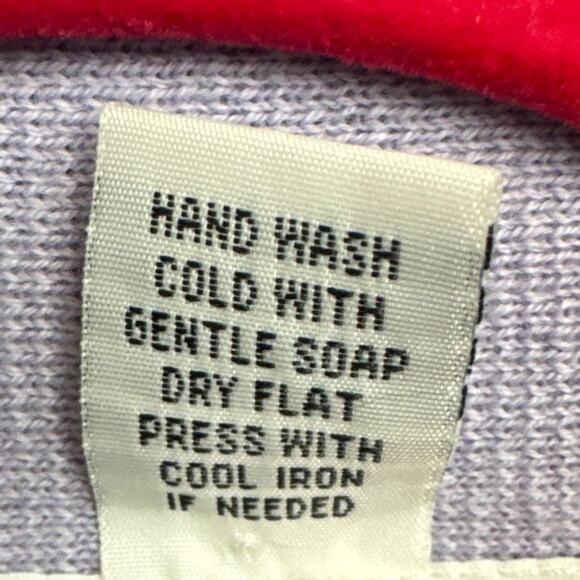 HAND WASH
COLD WITH
GENTLE SOAP
DRY FLAT
PRESS WITH
COOL IRON
IF NEEDED